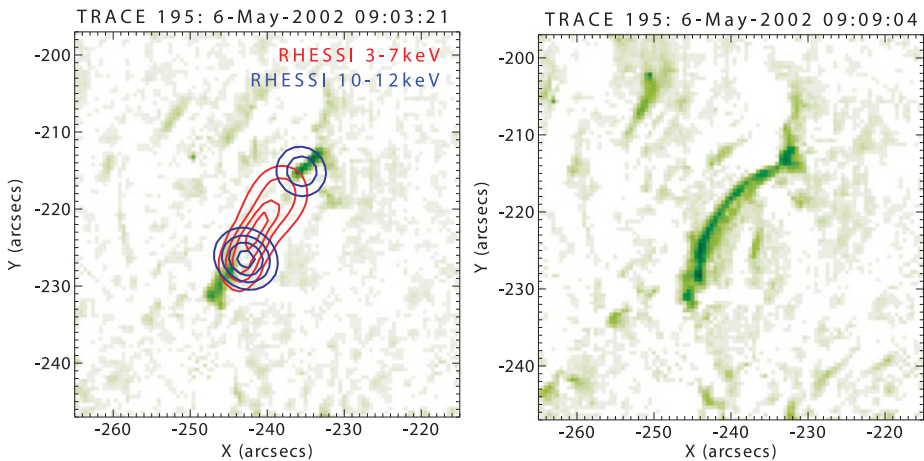 TRACE 195: 6-May-2002 09:03:21
RHESSI 3-7keV
RHESSI 10-12keV
-200
-210
-220
-230
-240
Y (arcsecs)
-260
-250
-240
-230
-220
X (arcsecs)
TRACE 195: 6-May-2002 09:09:04
-200
-210
-220
-230
-240
Y (arcsecs)
-260
-250
-240
-230
-220
X (arcsecs)